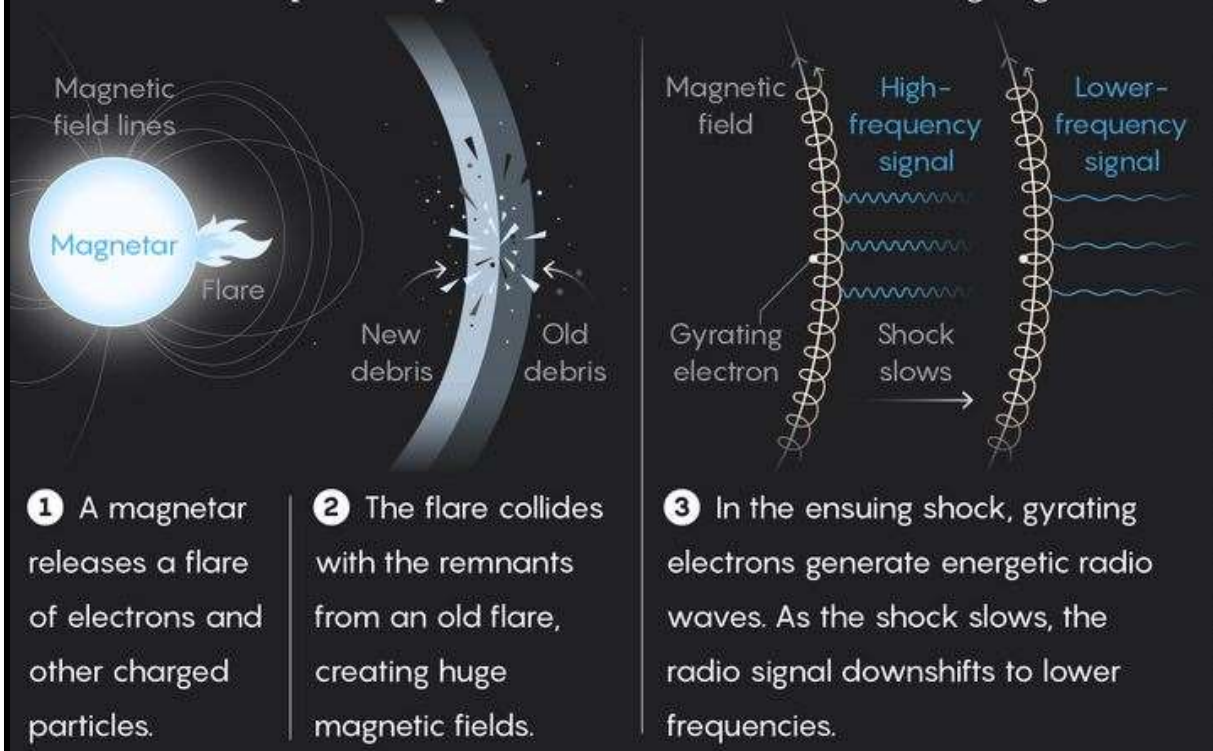 Magnetic
field lines
Magnetar
Flare
New
debris
Old
debris
Magnetic
field
High-
frequency
signal
Lower-
frequency
signal
Gyrating
electron
Shock
slows
1 A magnetar
releases a flare
of electrons and
other charged
particles.
2 The flare collides
with the remnants
from an old flare,
creating huge
magnetic fields.
3 In the ensuing shock, gyrating
electrons generate energetic radio
waves. As the shock slows, the
radio signal downshifts to lower
frequencies.